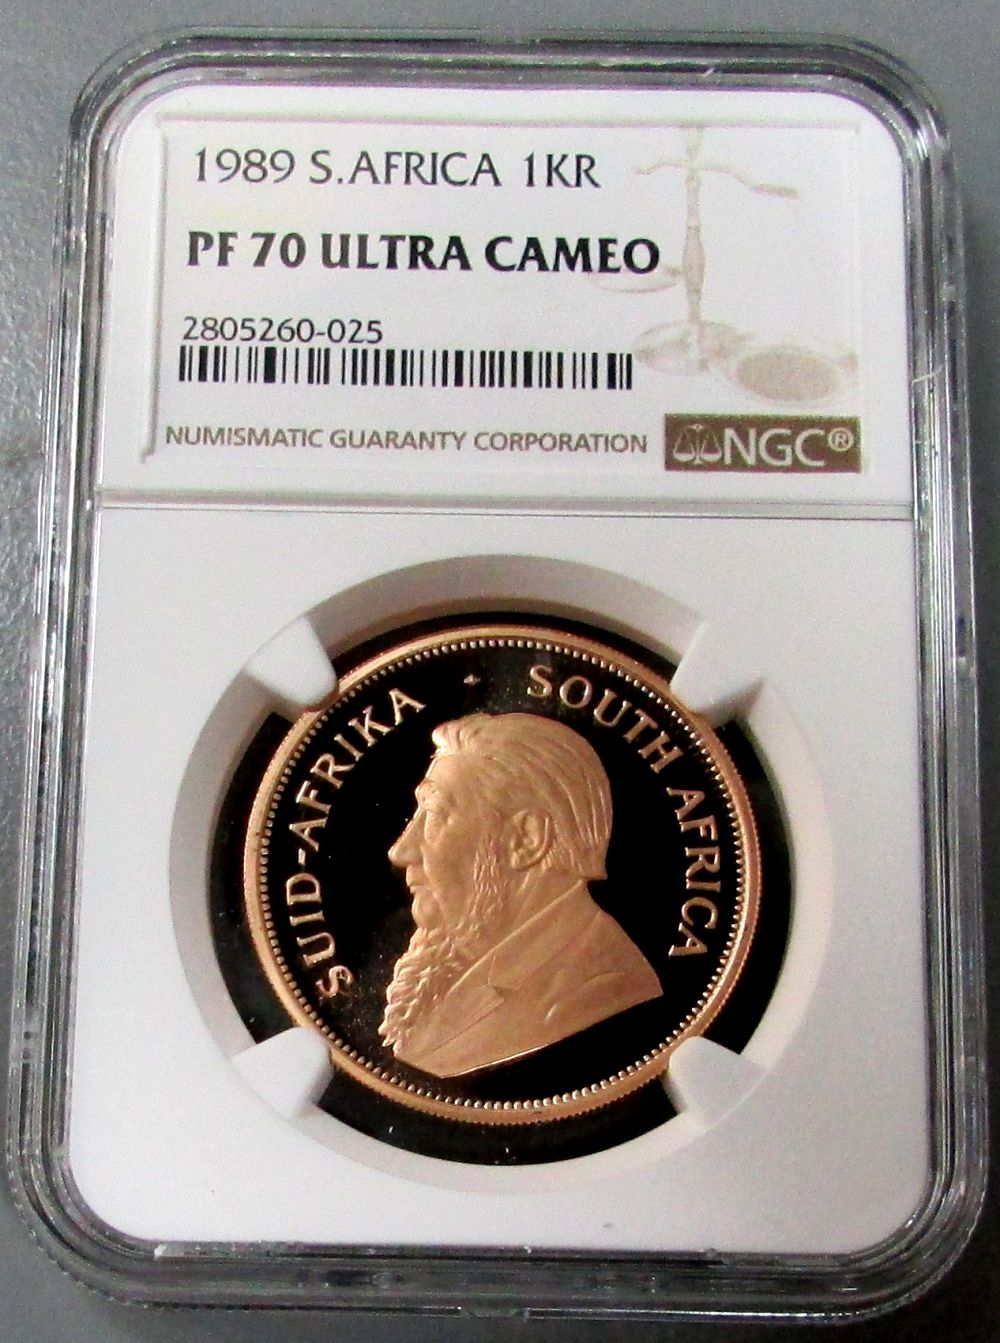 1989 S.AFRICA 1KR
PF 70 ULTRA CAMEO
2805260-025
NUMISMATIC GUARANTY CORPORATION
NGC®
SUID-AFRIKA · SOUTH AFRICA